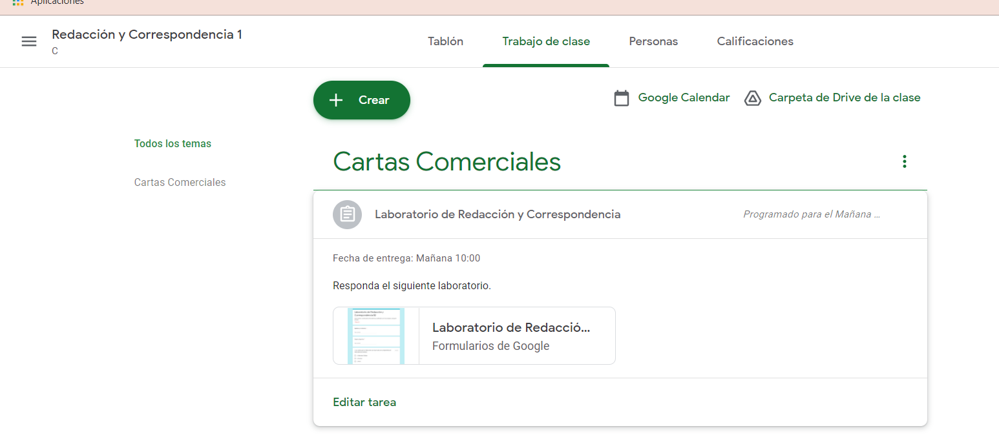 Aplicaciones
Redacción y Correspondencia 1
C
Tablón
Trabajo de clase
Personas
Calificaciones
Crear
Google Calendar
Carpeta de Drive de la clase
Todos los temas
Cartas Comerciales
Cartas Comerciales
Laboratorio de Redacción y Correspondencia
Programado para el Mañana ...
Fecha de entrega: Mañana 10:00
Responda el siguiente laboratorio.
Laboratorio de Redacció...
Formularios de Google
Editar tarea